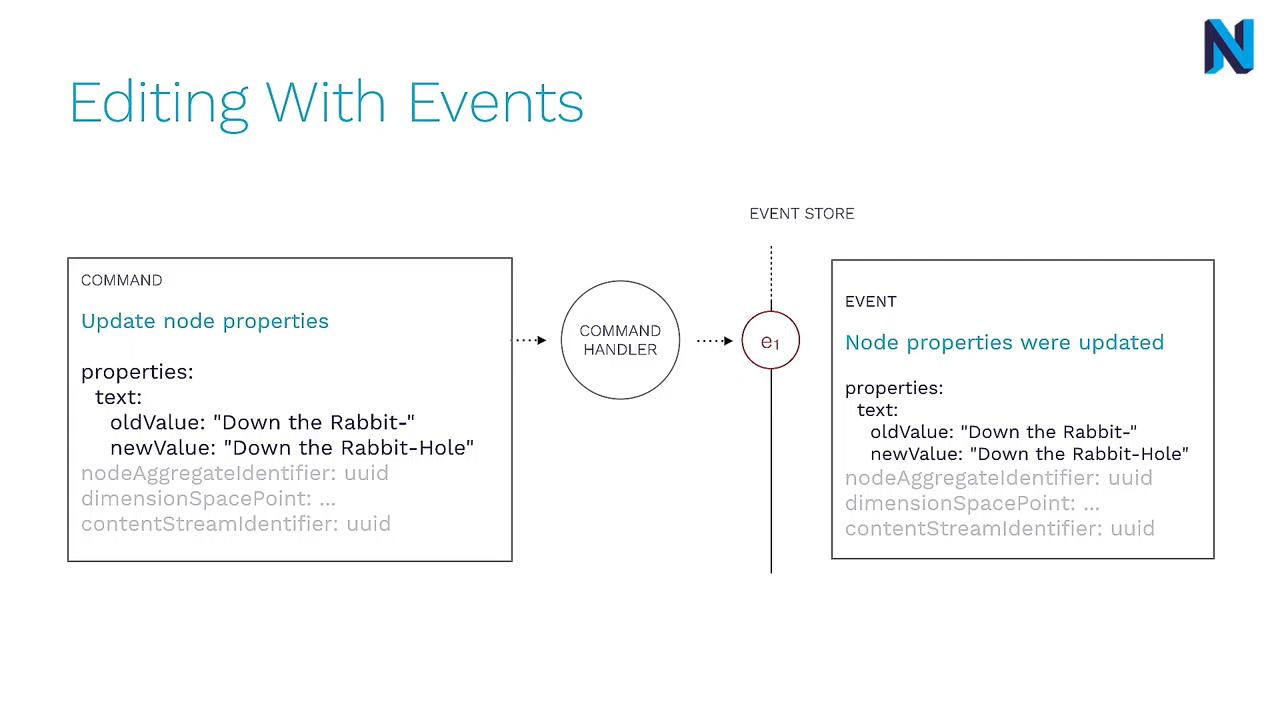 Editing With Events
EVENT STORE
COMMAND
Update node properties
properties:
text:
oldValue: "Down the Rabbit-"
newValue: "Down the Rabbit-Hole"
nodeAggregateIdentifier: uuid
dimensionSpacePoint: ...
contentStreamIdentifier: uuid
COMMAND
HANDLER
e₁
EVENT
Node properties were updated
properties:
text:
oldValue: "Down the Rabbit-"
newValue: "Down the Rabbit-Hole"
nodeAggregateIdentifier: uuid
dimensionSpacePoint: ...
contentStreamIdentifier: uuid